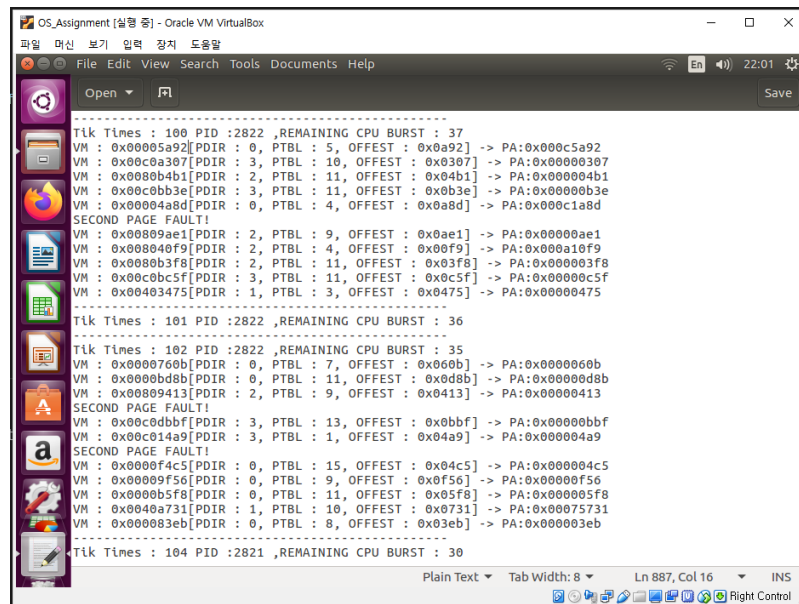 OS_Assignment [실행 중] - Oracle VM VirtualBox
파일 머신 보기 입력 장치 도움말
File Edit View Search Tools Documents Help En 22:01
Open Save
------------------------------------------------
Tik Times : 100 PID :2822 ,REMAINING CPU BURST : 37
VM : 0x00005a92[PDIR : 0, PTBL : 5, OFFEST : 0x0a92] -> PA:0x000c5a92
VM : 0x00c0a307[PDIR : 3, PTBL : 10, OFFEST : 0x0307] -> PA:0x00000307
VM : 0x0080b4b1[PDIR : 2, PTBL : 11, OFFEST : 0x04b1] -> PA:0x000004b1
VM : 0x00c0bb3e[PDIR : 3, PTBL : 11, OFFEST : 0x0b3e] -> PA:0x00000b3e
VM : 0x00004a8d[PDIR : 0, PTBL : 4, OFFEST : 0x0a8d] -> PA:0x000c1a8d
SECOND PAGE FAULT!
VM : 0x00809ae1[PDIR : 2, PTBL : 9, OFFEST : 0x0ae1] -> PA:0x00000ae1
VM : 0x008040f9[PDIR : 2, PTBL : 4, OFFEST : 0x00f9] -> PA:0x000a10f9
VM : 0x0080b3f8[PDIR : 2, PTBL : 11, OFFEST : 0x03f8] -> PA:0x000003f8
VM : 0x00c0bc5f[PDIR : 3, PTBL : 11, OFFEST : 0x0c5f] -> PA:0x00000c5f
VM : 0x00403475[PDIR : 1, PTBL : 3, OFFEST : 0x0475] -> PA:0x00000475
------------------------------------------------
Tik Times : 101 PID :2822 ,REMAINING CPU BURST : 36
------------------------------------------------
Tik Times : 102 PID :2822 ,REMAINING CPU BURST : 35
VM : 0x0000760b[PDIR : 0, PTBL : 7, OFFEST : 0x060b] -> PA:0x0000060b
VM : 0x0000bd8b[PDIR : 0, PTBL : 11, OFFEST : 0x0d8b] -> PA:0x00000d8b
VM : 0x00809413[PDIR : 2, PTBL : 9, OFFEST : 0x0413] -> PA:0x00000413
SECOND PAGE FAULT!
VM : 0x00c0dbbf[PDIR : 3, PTBL : 13, OFFEST : 0x0bbf] -> PA:0x00000bbf
VM : 0x00c014a9[PDIR : 3, PTBL : 1, OFFEST : 0x04a9] -> PA:0x000004a9
SECOND PAGE FAULT!
VM : 0x0000f4c5[PDIR : 0, PTBL : 15, OFFEST : 0x04c5] -> PA:0x000004c5
VM : 0x00009f56[PDIR : 0, PTBL : 9, OFFEST : 0x0f56] -> PA:0x00000f56
VM : 0x0000b5f8[PDIR : 0, PTBL : 11, OFFEST : 0x05f8] -> PA:0x000005f8
VM : 0x0040a731[PDIR : 1, PTBL : 10, OFFEST : 0x0731] -> PA:0x00075731
VM : 0x000083eb[PDIR : 0, PTBL : 8, OFFEST : 0x03eb] -> PA:0x000003eb
------------------------------------------------
Tik Times : 104 PID :2821 ,REMAINING CPU BURST : 30
Plain Text Tab Width: 8 Ln 887, Col 16 INS
Right Control